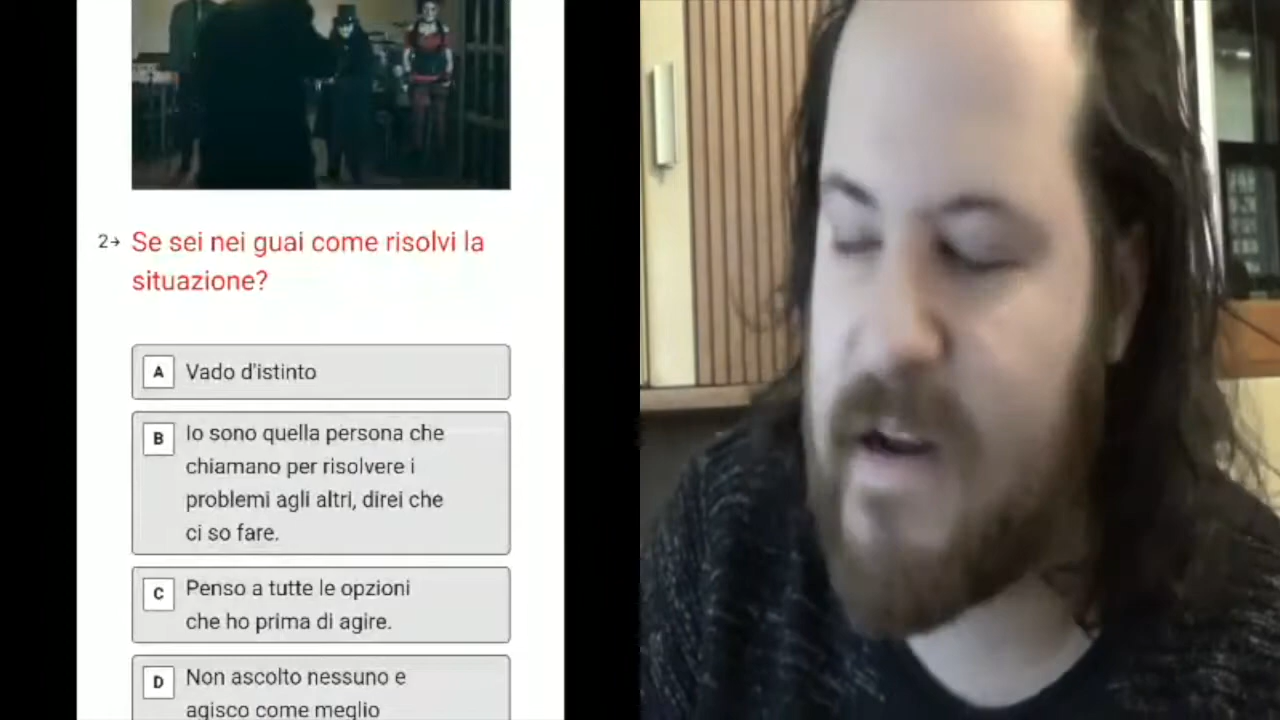 2→ Se sei nei guai come risolvi la
situazione?
A Vado d'istinto
B Io sono quella persona che
chiamano per risolvere i
problemi agli altri, direi che
ci so fare.
C Penso a tutte le opzioni
che ho prima di agire.
D Non ascolto nessuno e
agisco come meglio